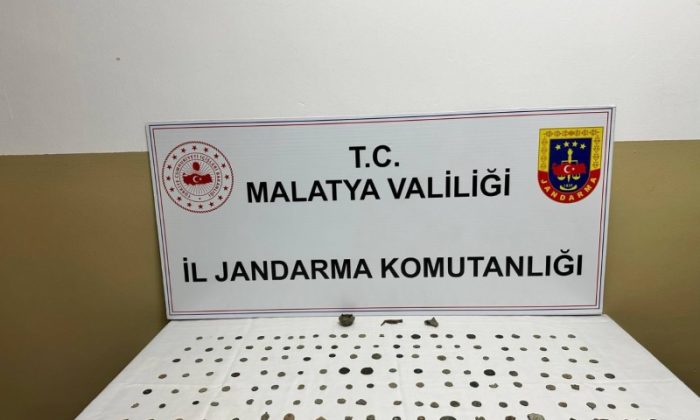 T.C.
MALATYA VALİLİĞİ
İL JANDARMA KOMUTANLIĞI
JANDARMA